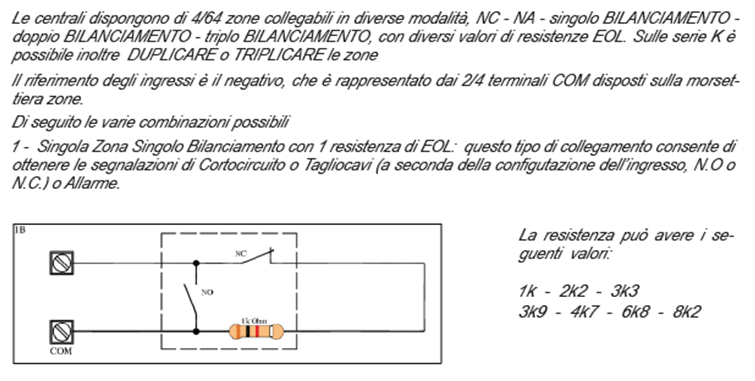 Le centrali dispongono di 4/64 zone collegabili in diverse modalità, NC - NA - singolo BILANCIAMENTO -
doppio BILANCIAMENTO - triplo BILANCIAMENTO, con diversi valori di resistenze EOL. Sulle serie K è
possibile inoltre DUPLICARE o TRIPLICARE le zone
Il riferimento degli ingressi è il negativo, che è rappresentato dai 2/4 terminali COM disposti sulla morset-
tiera zone.
Di seguito le varie combinazioni possibili
1 - Singola Zona Singolo Bilanciamento con 1 resistenza di EOL: questo tipo di collegamento consente di
ottenere le segnalazioni di Cortocircuito o Tagliocavi (a seconda della configutazione dell'ingresso, N.O o
N.C.) o Allarme.
1B
NC
NO
1k Ohm
COM
La resistenza può avere i se-
guenti valori:
1k - 2k2 - 3k3
3k9 - 4k7 - 6k8 - 8k2